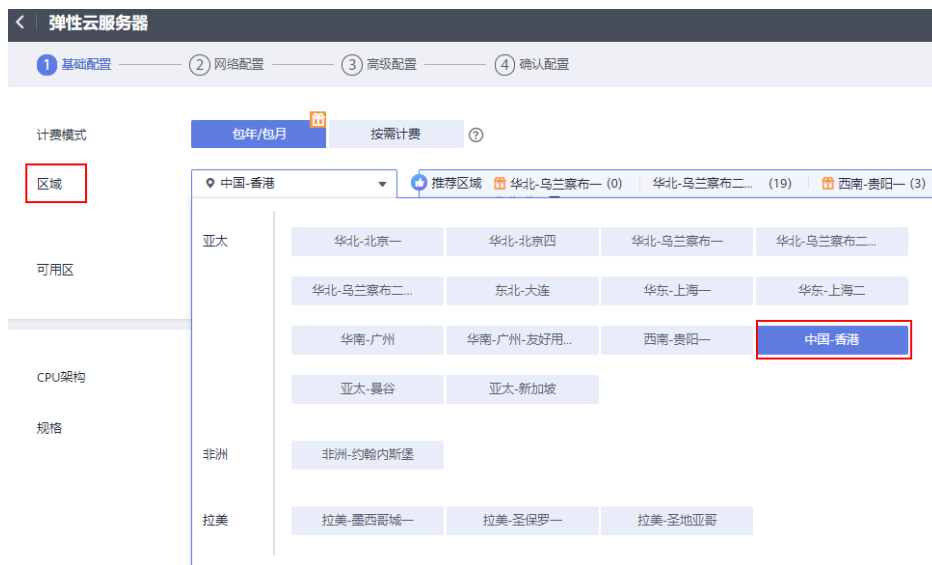 弹性云服务器
1 基础配置 2 网络配置 3 高级配置 4 确认配置
计费模式 包年/包月 按需计费 ?
区域 中国-香港 推荐区域 华北-乌兰察布一 (0) 华北-乌兰察布二... (19) 西南-贵阳一 (3)
亚太 华北-北京一 华北-北京四 华北-乌兰察布一 华北-乌兰察布二...
可用区
华北-乌兰察布二... 东北-大连 华东-上海一 华东-上海二
华南-广州 华南-广州-友好用... 西南-贵阳一 中国-香港
CPU架构
亚太-曼谷 亚太-新加坡
规格
非洲 非洲-约翰内斯堡
拉美 拉美-墨西哥城一 拉美-圣保罗一 拉美-圣地亚哥